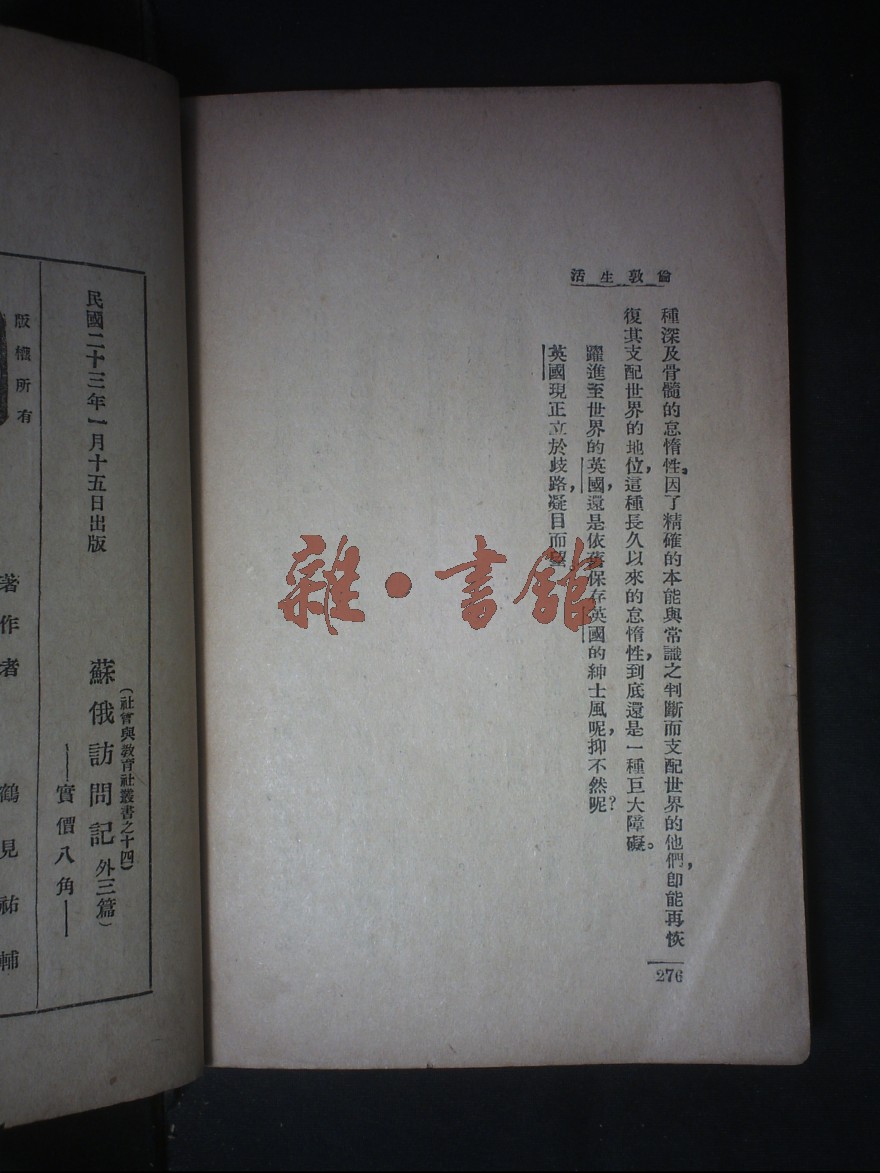 倫敦生活
種深及骨髓的怠惰性。因了精確的本能與常識之判斷而支配世界的他們，卽能再恢
復其支配世界的地位，這種長久以來的怠惰性，到底還是一種巨大障礙。
躍進至世界的英國，還是依舊保存英國的紳士風呢，抑不然呢？
英國現正立於歧路，凝目而望
276
雜·書館
民國二十三年一月十五日出版
（社會與教育社叢書之十四）
蘇俄訪問記外三篇）
——實價八角——
版權所有
著作者 鶴見祐輔